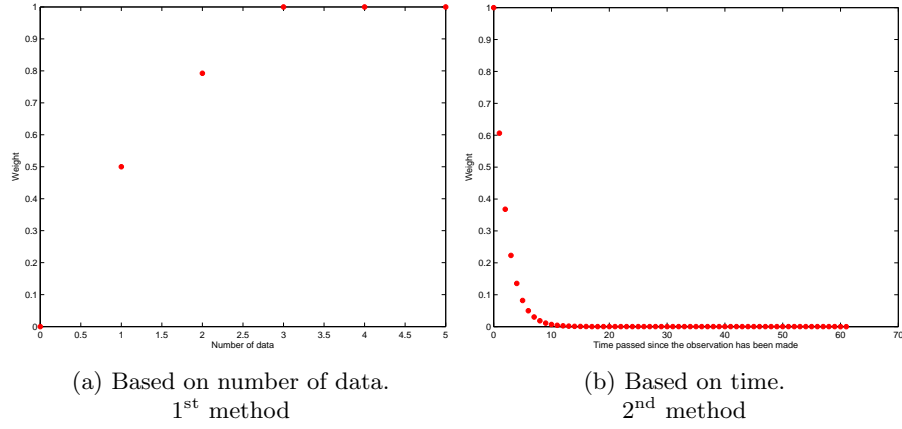 1
0.9
0.8
0.7
0.6
0.5
0.4
0.3
0.2
0.1
0
Weight
0 0.5 1 1.5 2 2.5 3 3.5 4 4.5 5
Number of data
(a) Based on number of data.
1st method
1
0.9
0.8
0.7
0.6
0.5
0.4
0.3
0.2
0.1
0
Weight
0 10 20 30 40 50 60 70
Time passed since the observation has been made
(b) Based on time.
2nd method